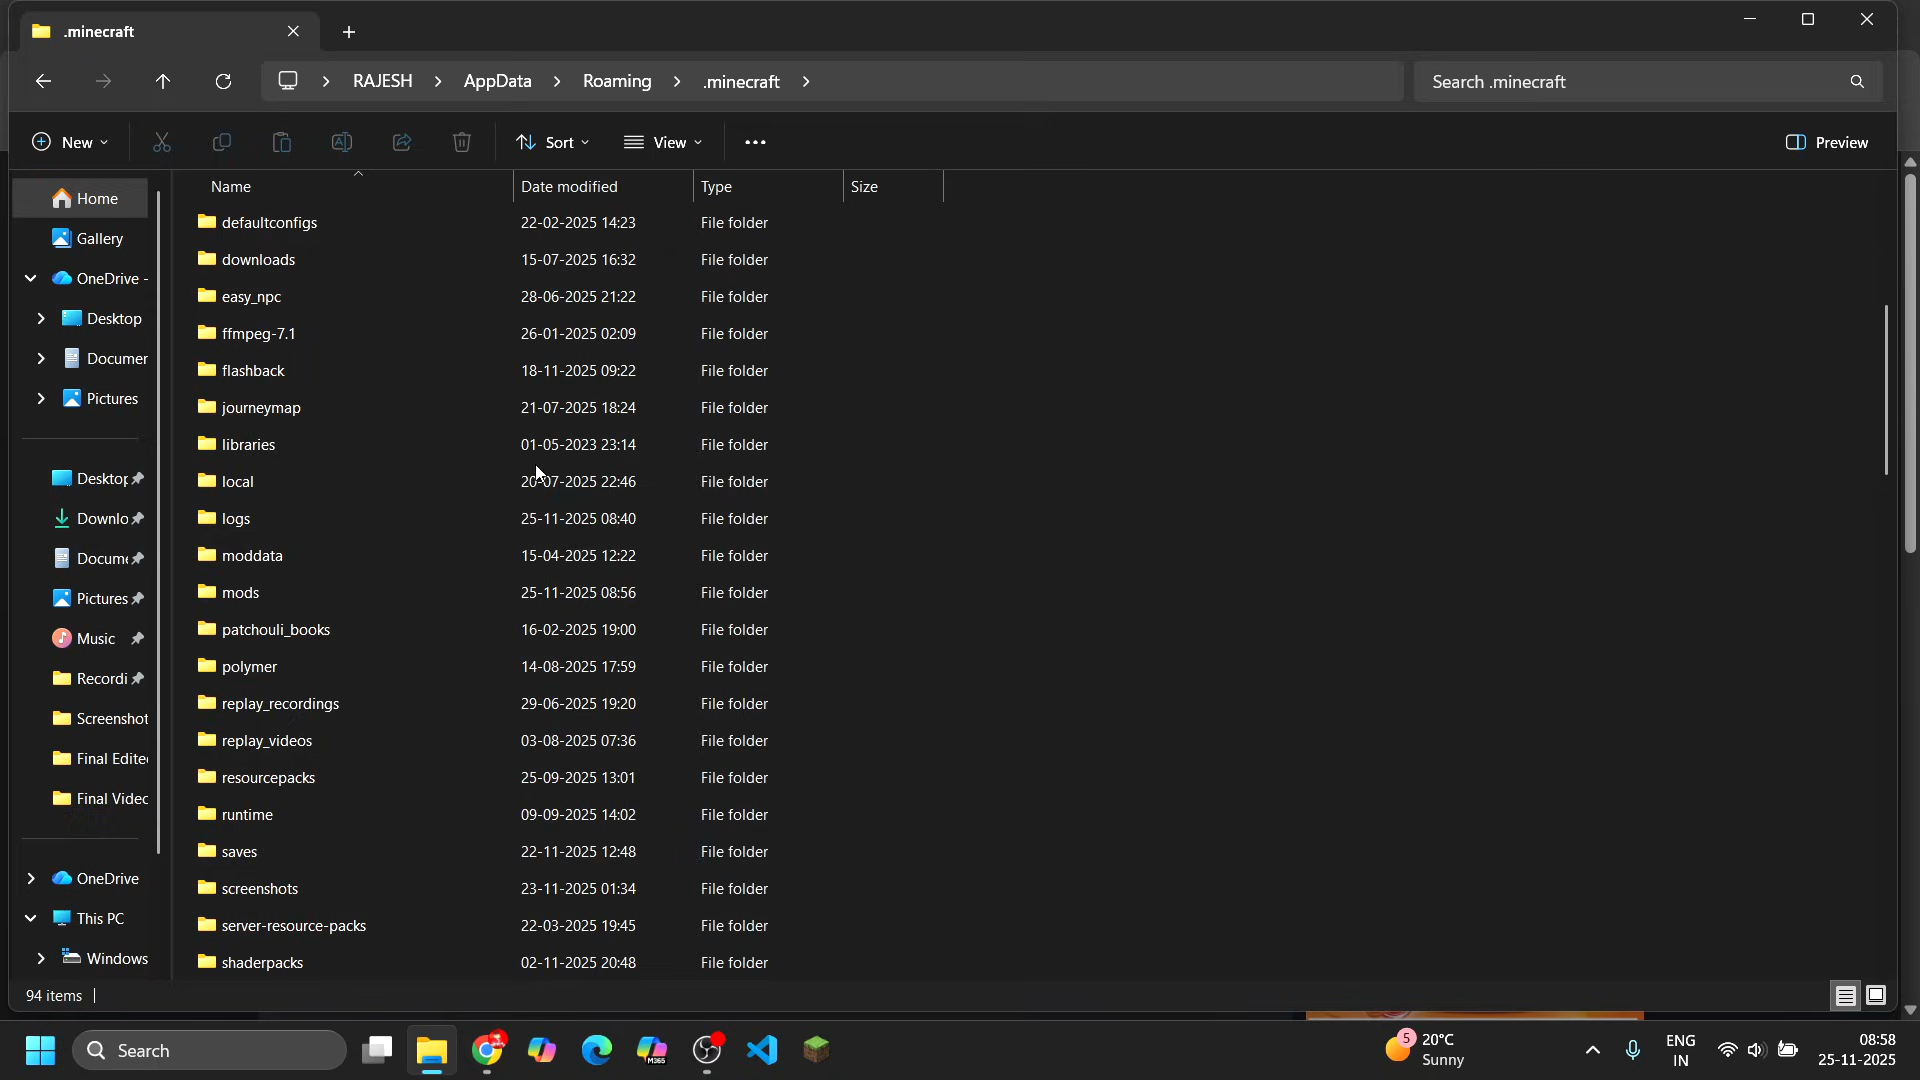 .minecraft
RAJESH > AppData > Roaming > .minecraft >
Search .minecraft
New
Sort
View
Preview
Name Date modified Type Size
Home
Gallery
OneDrive -
Desktop
Documer
Pictures
Desktop
Downlo
Docume
Pictures
Music
Recordi
Screenshot
Final Edite
Final Videc
OneDrive
This PC
Windows
defaultconfigs 22-02-2025 14:23 File folder
downloads 15-07-2025 16:32 File folder
easy_npc 28-06-2025 21:22 File folder
ffmpeg-7.1 26-01-2025 02:09 File folder
flashback 18-11-2025 09:22 File folder
journeymap 21-07-2025 18:24 File folder
libraries 01-05-2023 23:14 File folder
local 20-07-2025 22:46 File folder
logs 25-11-2025 08:40 File folder
moddata 15-04-2025 12:22 File folder
mods 25-11-2025 08:56 File folder
patchouli_books 16-02-2025 19:00 File folder
polymer 14-08-2025 17:59 File folder
replay_recordings 29-06-2025 19:20 File folder
replay_videos 03-08-2025 07:36 File folder
resourcepacks 25-09-2025 13:01 File folder
runtime 09-09-2025 14:02 File folder
saves 22-11-2025 12:48 File folder
screenshots 23-11-2025 01:34 File folder
server-resource-packs 22-03-2025 19:45 File folder
shaderpacks 02-11-2025 20:48 File folder
94 items
Search
M365
5
20°C
Sunny
ENG
IN
08:58
25-11-2025